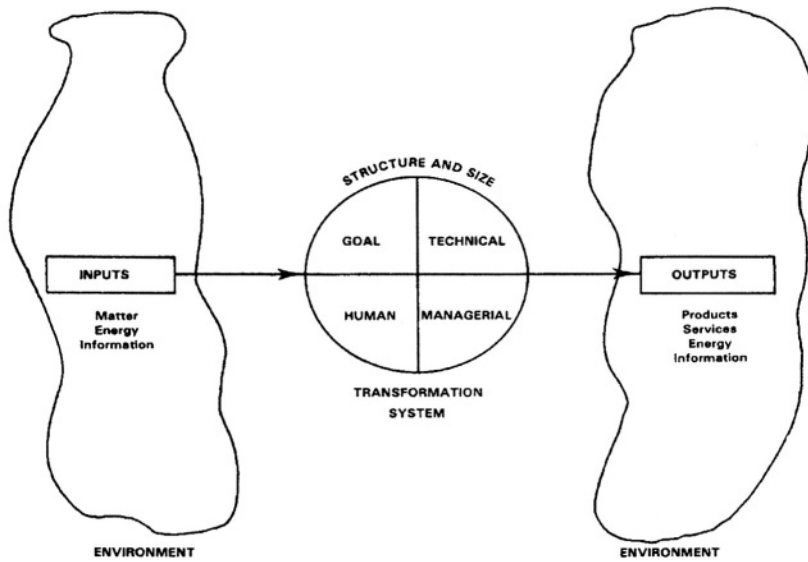 STRUCTURE AND SIZE
GOAL
TECHNICAL
INPUTS
OUTPUTS
Matter
Energy
Information
HUMAN
MANAGERIAL
Products
Services
Energy
Information
TRANSFORMATION
SYSTEM
ENVIRONMENT
ENVIRONMENT